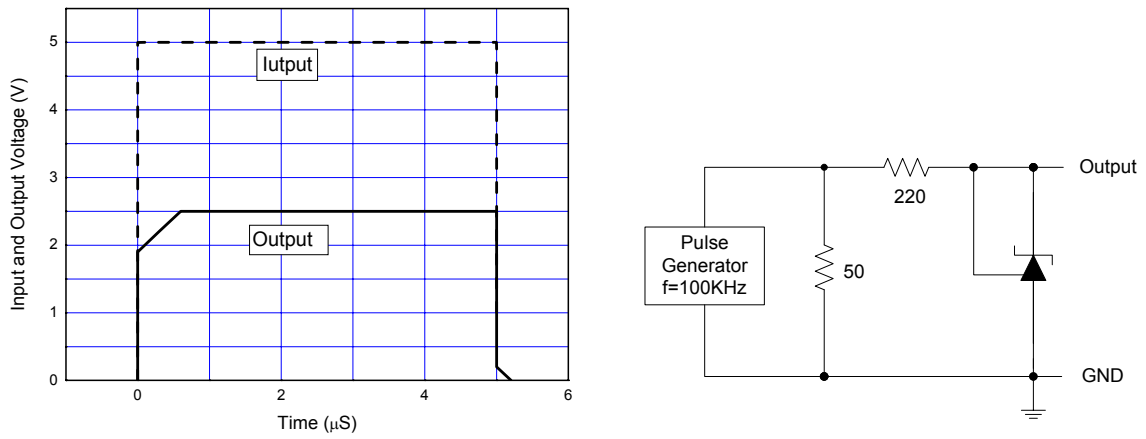 Input and Output Voltage (V)
5
4
3
2
1
0
Iutput
Output
0
2
4
6
Time (μS)
Pulse
Generator
f=100KHz
50
220
Output
GND